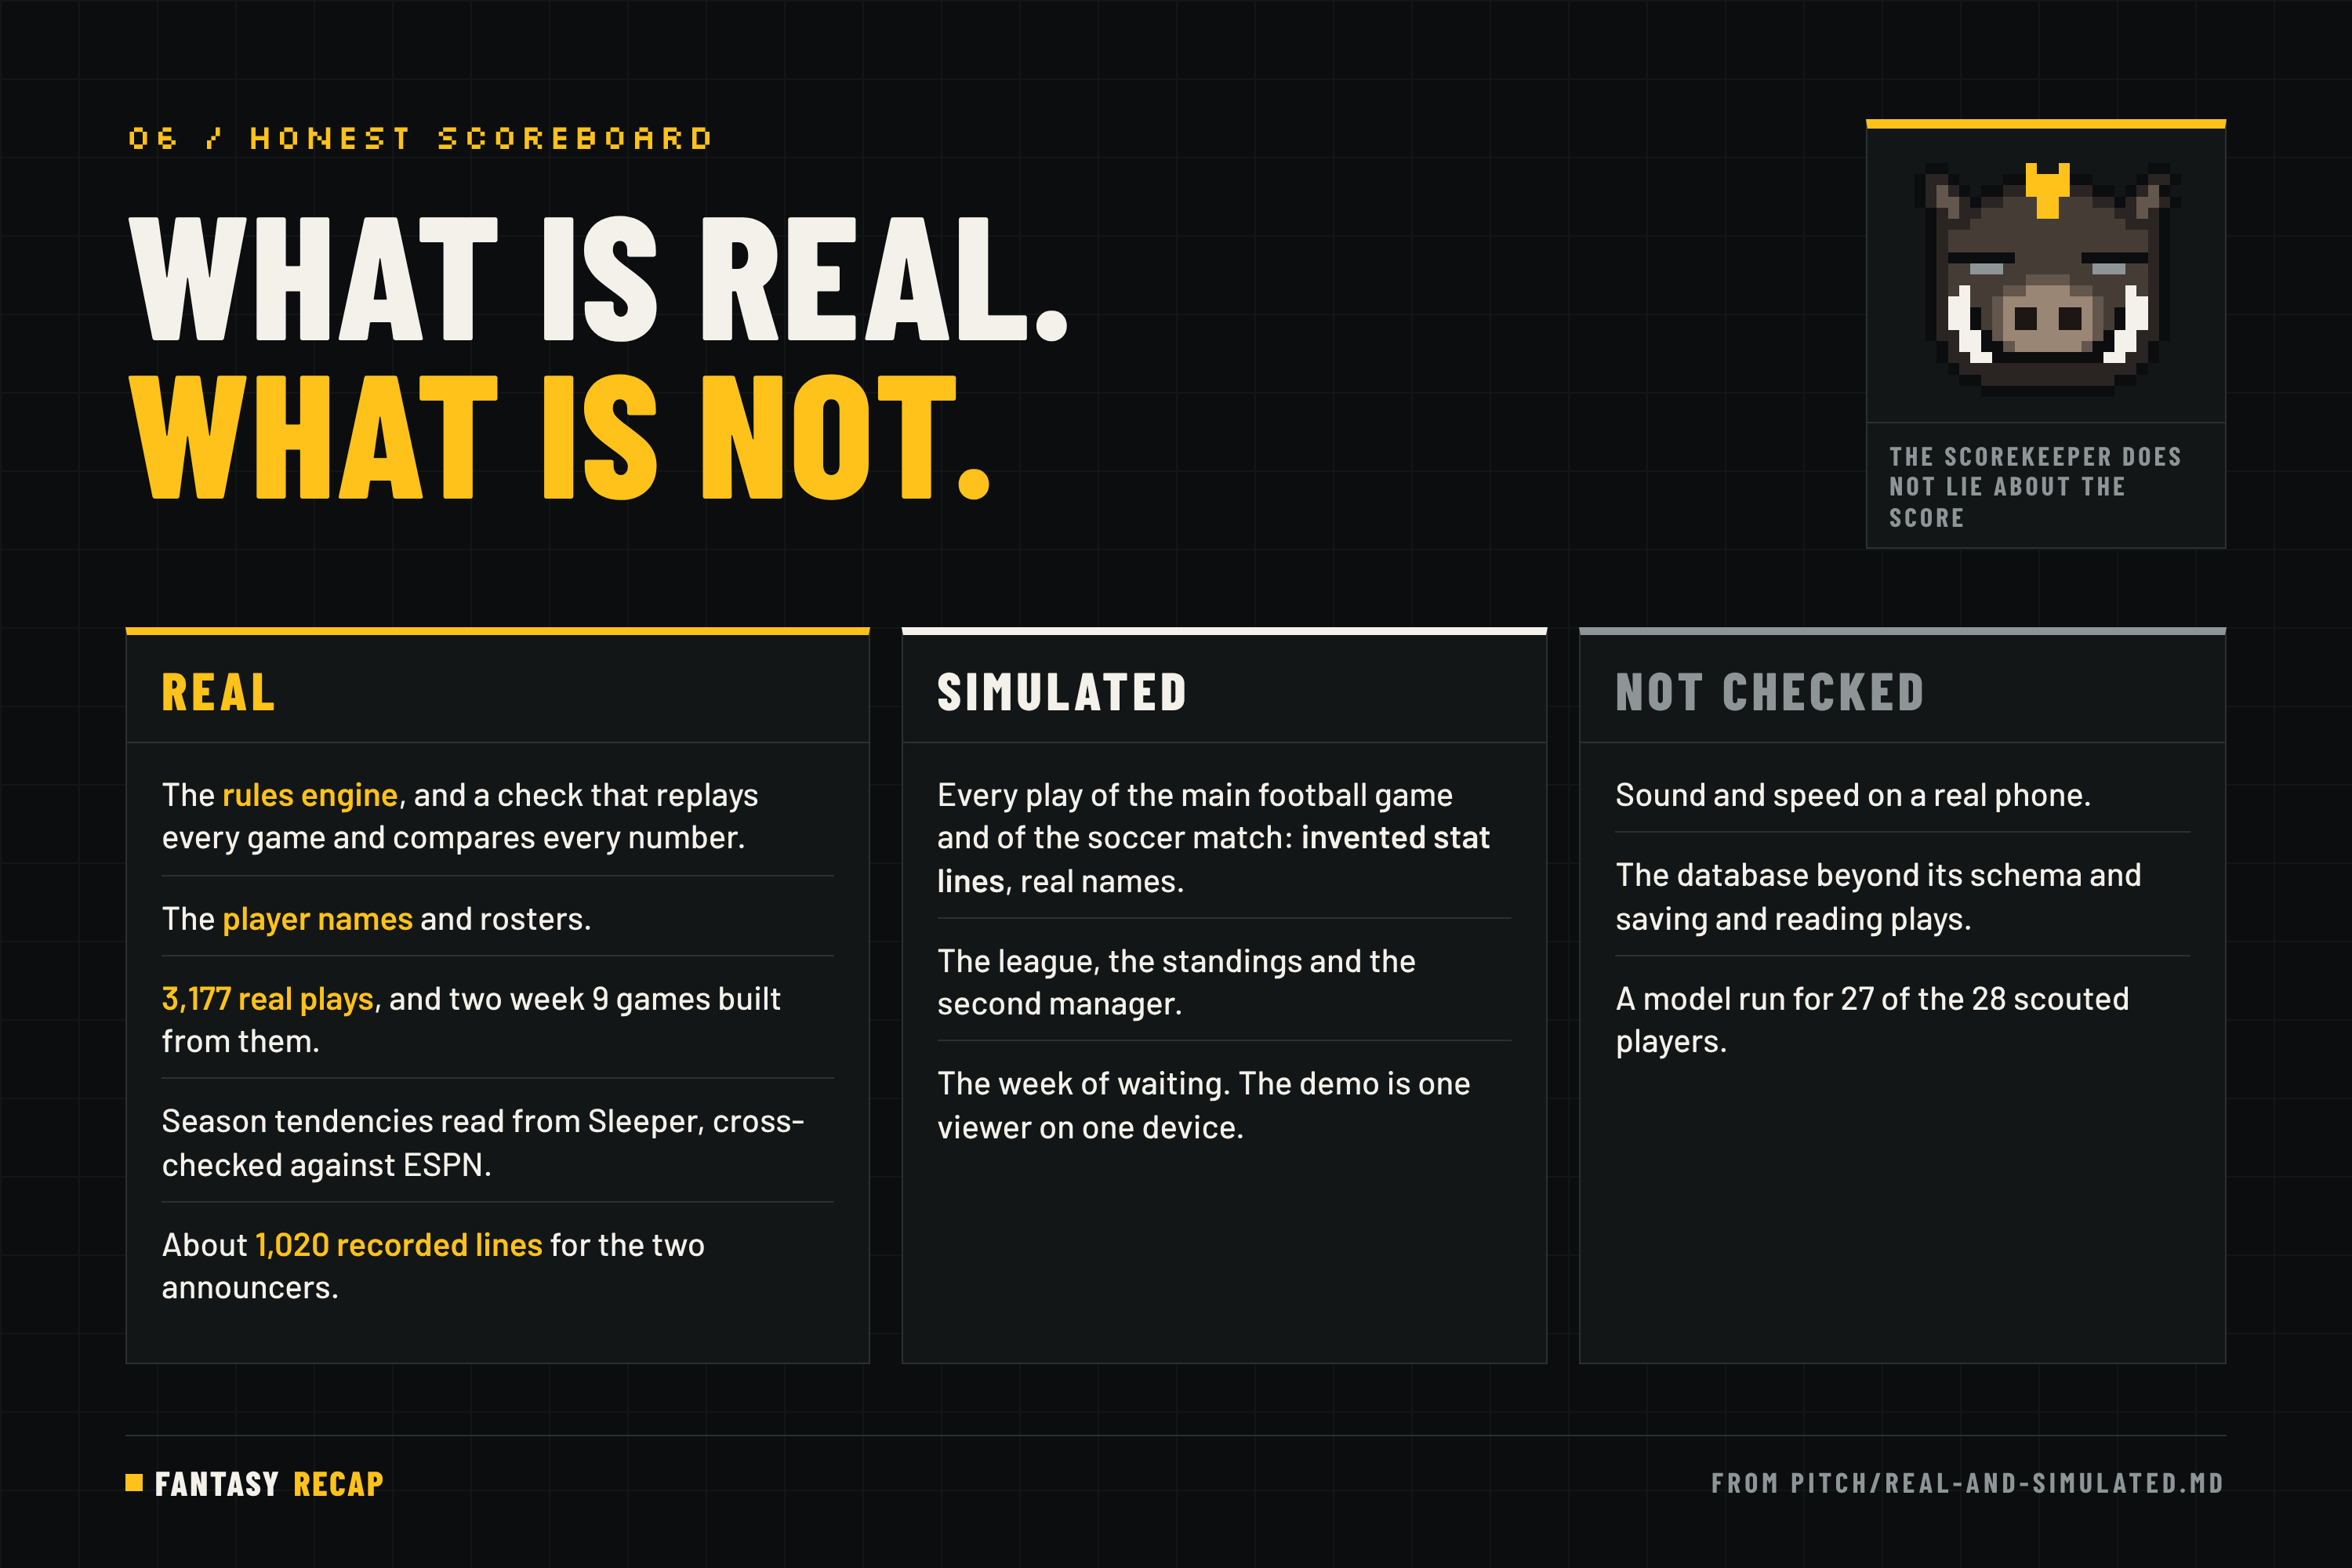 06 / HONEST SCOREBOARD
WHAT IS REAL.
WHAT IS NOT.
THE SCOREKEEPER DOES
NOT LIE ABOUT THE
SCORE
REAL
The rules engine, and a check that replays
every game and compares every number.
The player names and rosters.
3,177 real plays, and two week 9 games built
from them.
Season tendencies read from Sleeper, cross-
checked against ESPN.
About 1,020 recorded lines for the two
announcers.
SIMULATED
Every play of the main football game
and of the soccer match: invented stat
lines, real names.
The league, the standings and the
second manager.
The week of waiting. The demo is one
viewer on one device.
NOT CHECKED
Sound and speed on a real phone.
The database beyond its schema and
saving and reading plays.
A model run for 27 of the 28 scouted
players.
FANTASY RECAP
FROM PITCH/REAL-AND-SIMULATED.MD